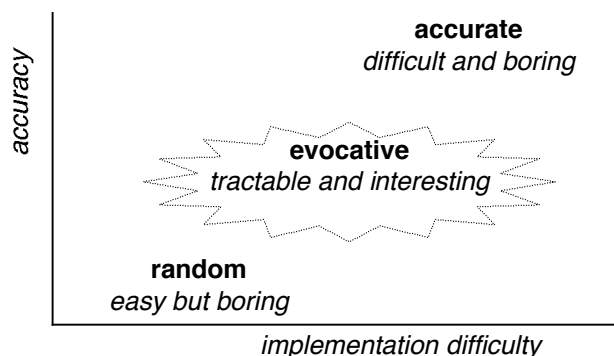 accurate
difficult and boring
accuracy
evocative
tractable and interesting
random
easy but boring
implementation difficulty